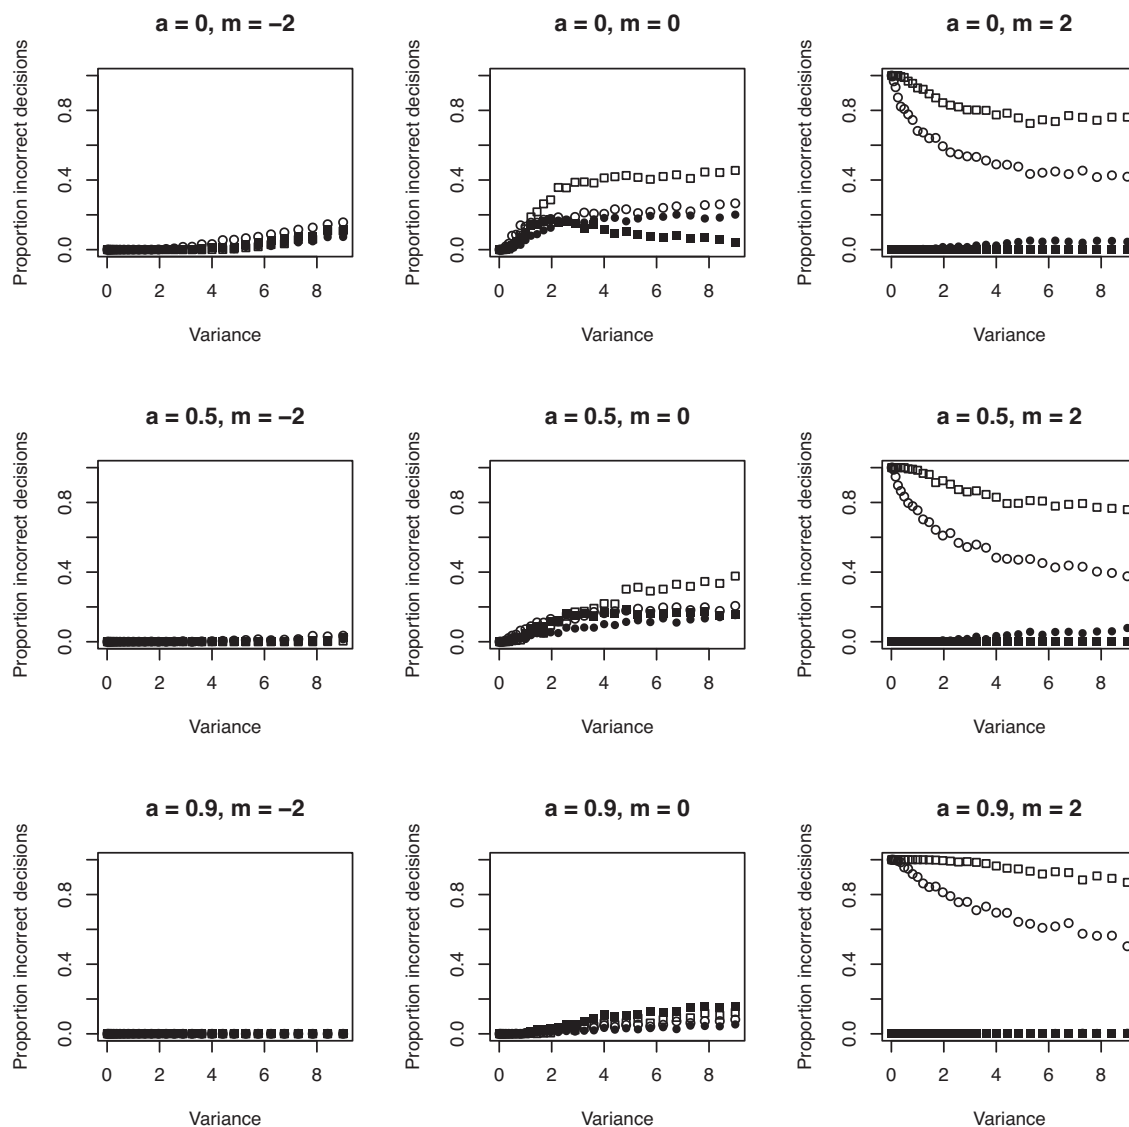 a = 0, m = −2
Proportion incorrect decisions
0.0 0.4 0.8
0 2 4 6 8
Variance
a = 0, m = 0
Proportion incorrect decisions
0.0 0.4 0.8
0 2 4 6 8
Variance
a = 0, m = 2
Proportion incorrect decisions
0.0 0.4 0.8
0 2 4 6 8
Variance
a = 0.5, m = −2
Proportion incorrect decisions
0.0 0.4 0.8
0 2 4 6 8
Variance
a = 0.5, m = 0
Proportion incorrect decisions
0.0 0.4 0.8
0 2 4 6 8
Variance
a = 0.5, m = 2
Proportion incorrect decisions
0.0 0.4 0.8
0 2 4 6 8
Variance
a = 0.9, m = −2
Proportion incorrect decisions
0.0 0.4 0.8
0 2 4 6 8
Variance
a = 0.9, m = 0
Proportion incorrect decisions
0.0 0.4 0.8
0 2 4 6 8
Variance
a = 0.9, m = 2
Proportion incorrect decisions
0.0 0.4 0.8
0 2 4 6 8
Variance